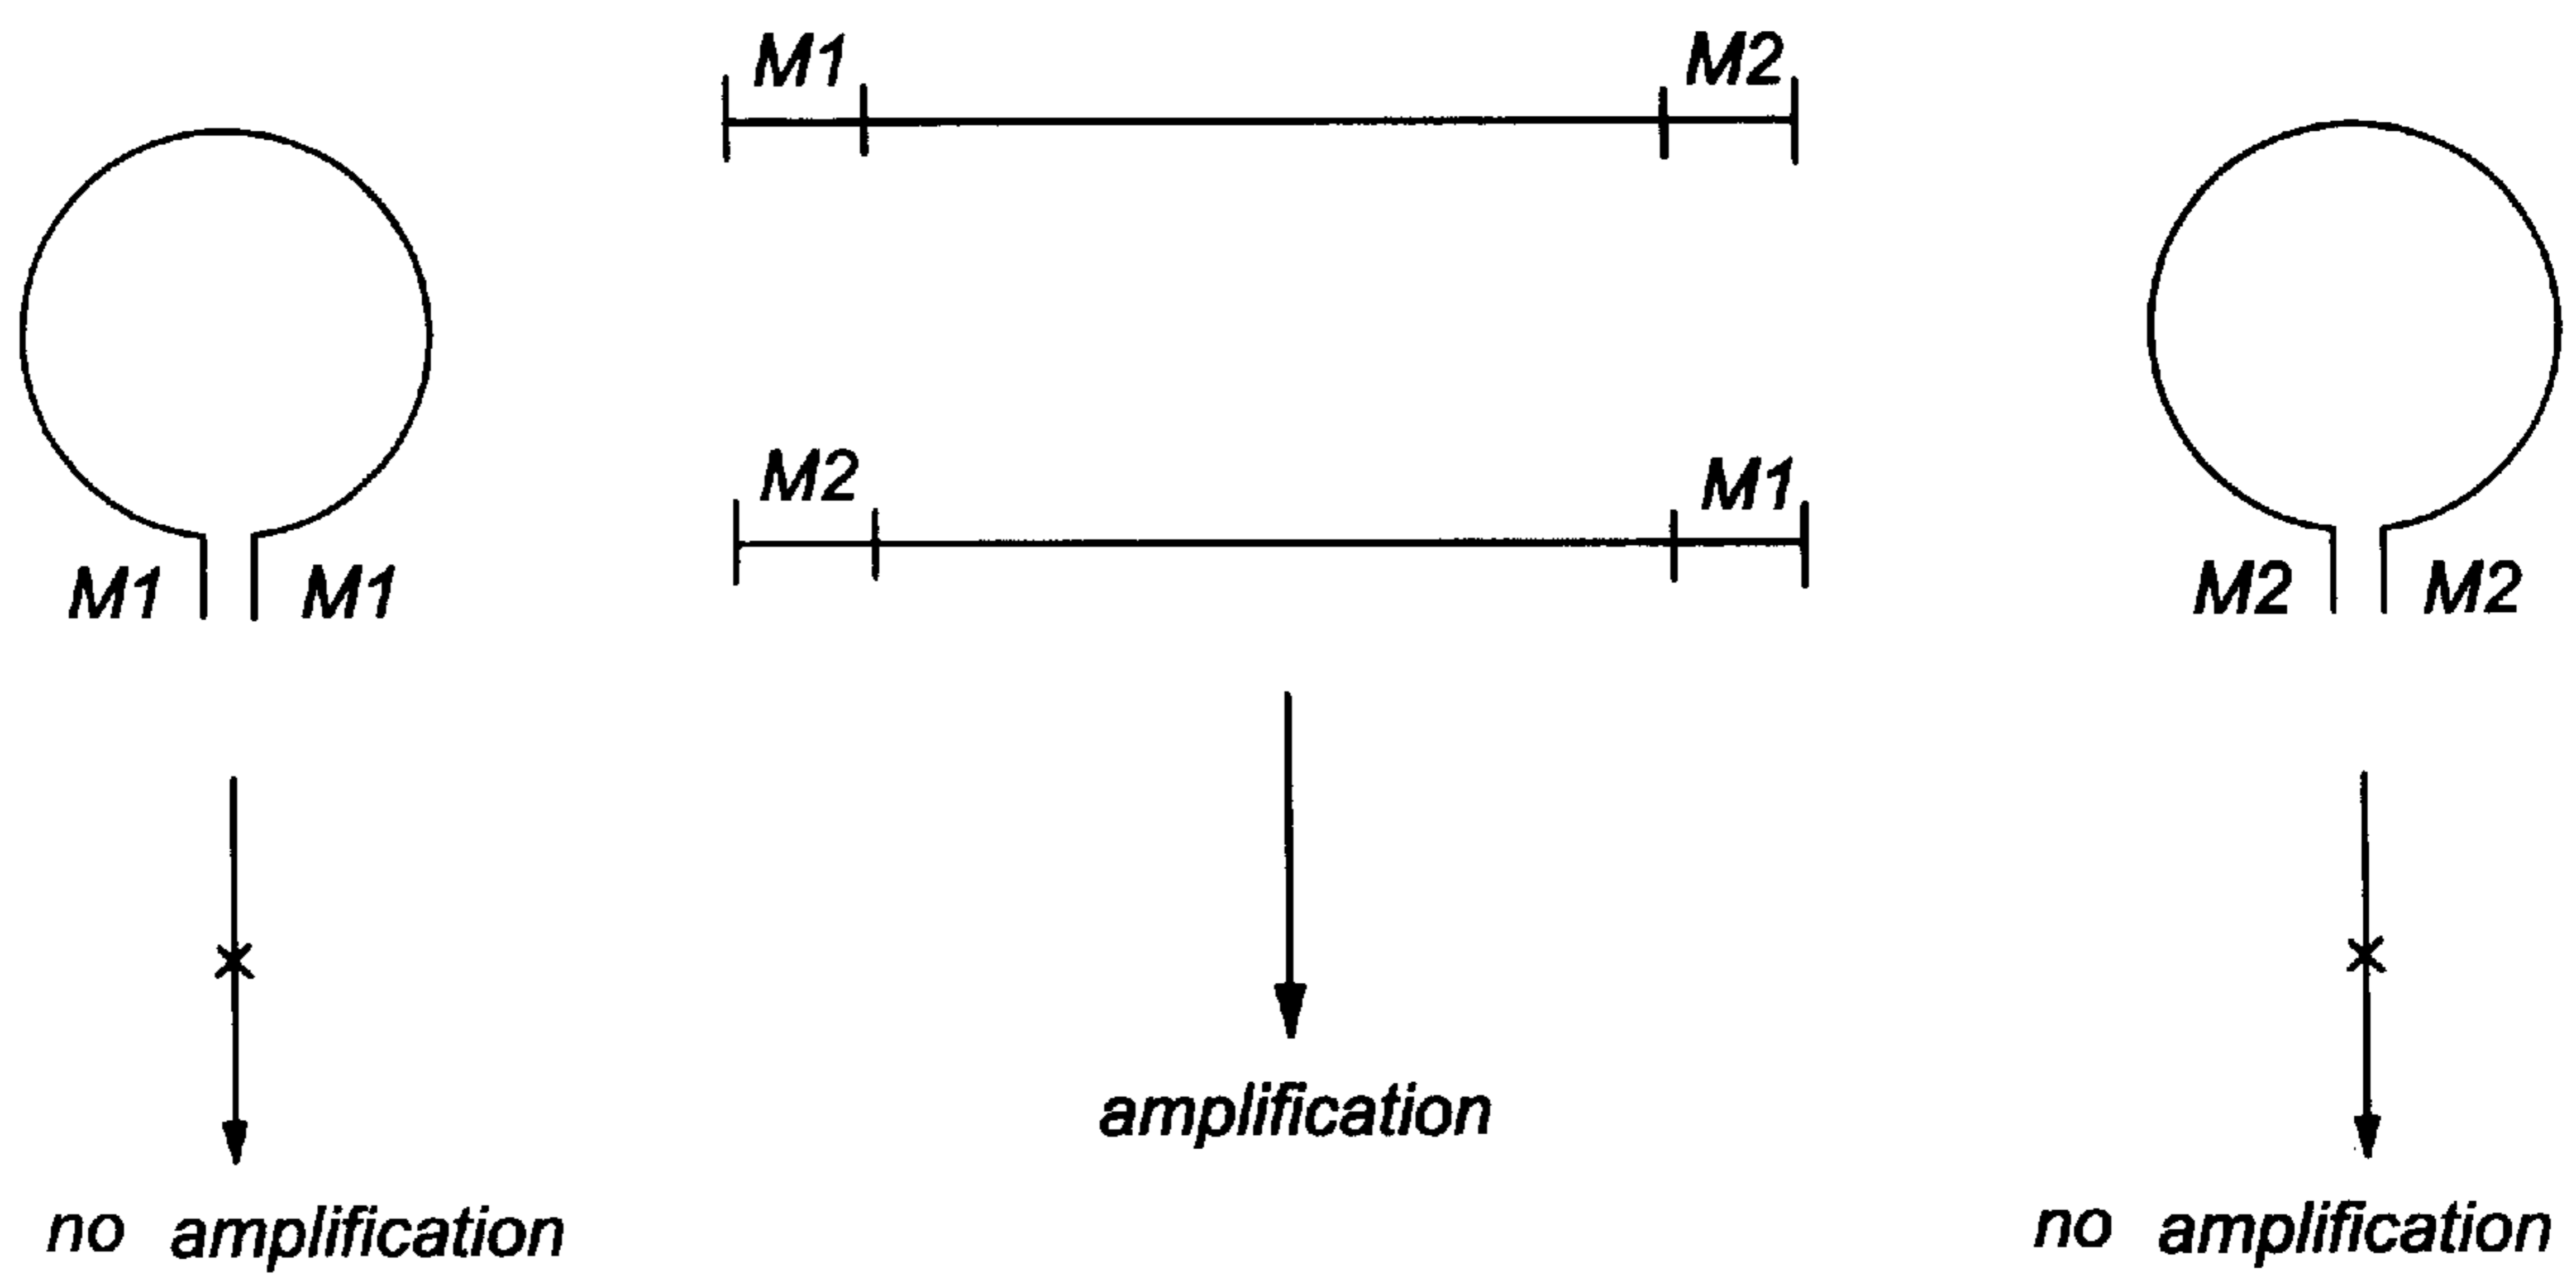 M1 M2
M2 M1
M1 M1
M2 M2
amplification
no amplification
no amplification